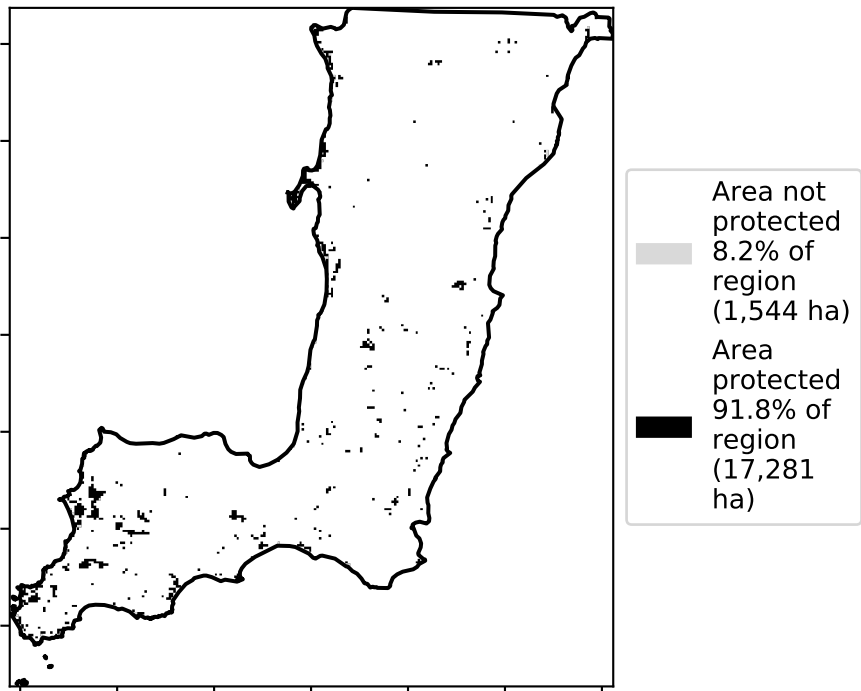 Area not
protected
8.2% of
region
(1,544 ha)
Area
protected
91.8% of
region
(17,281
ha)